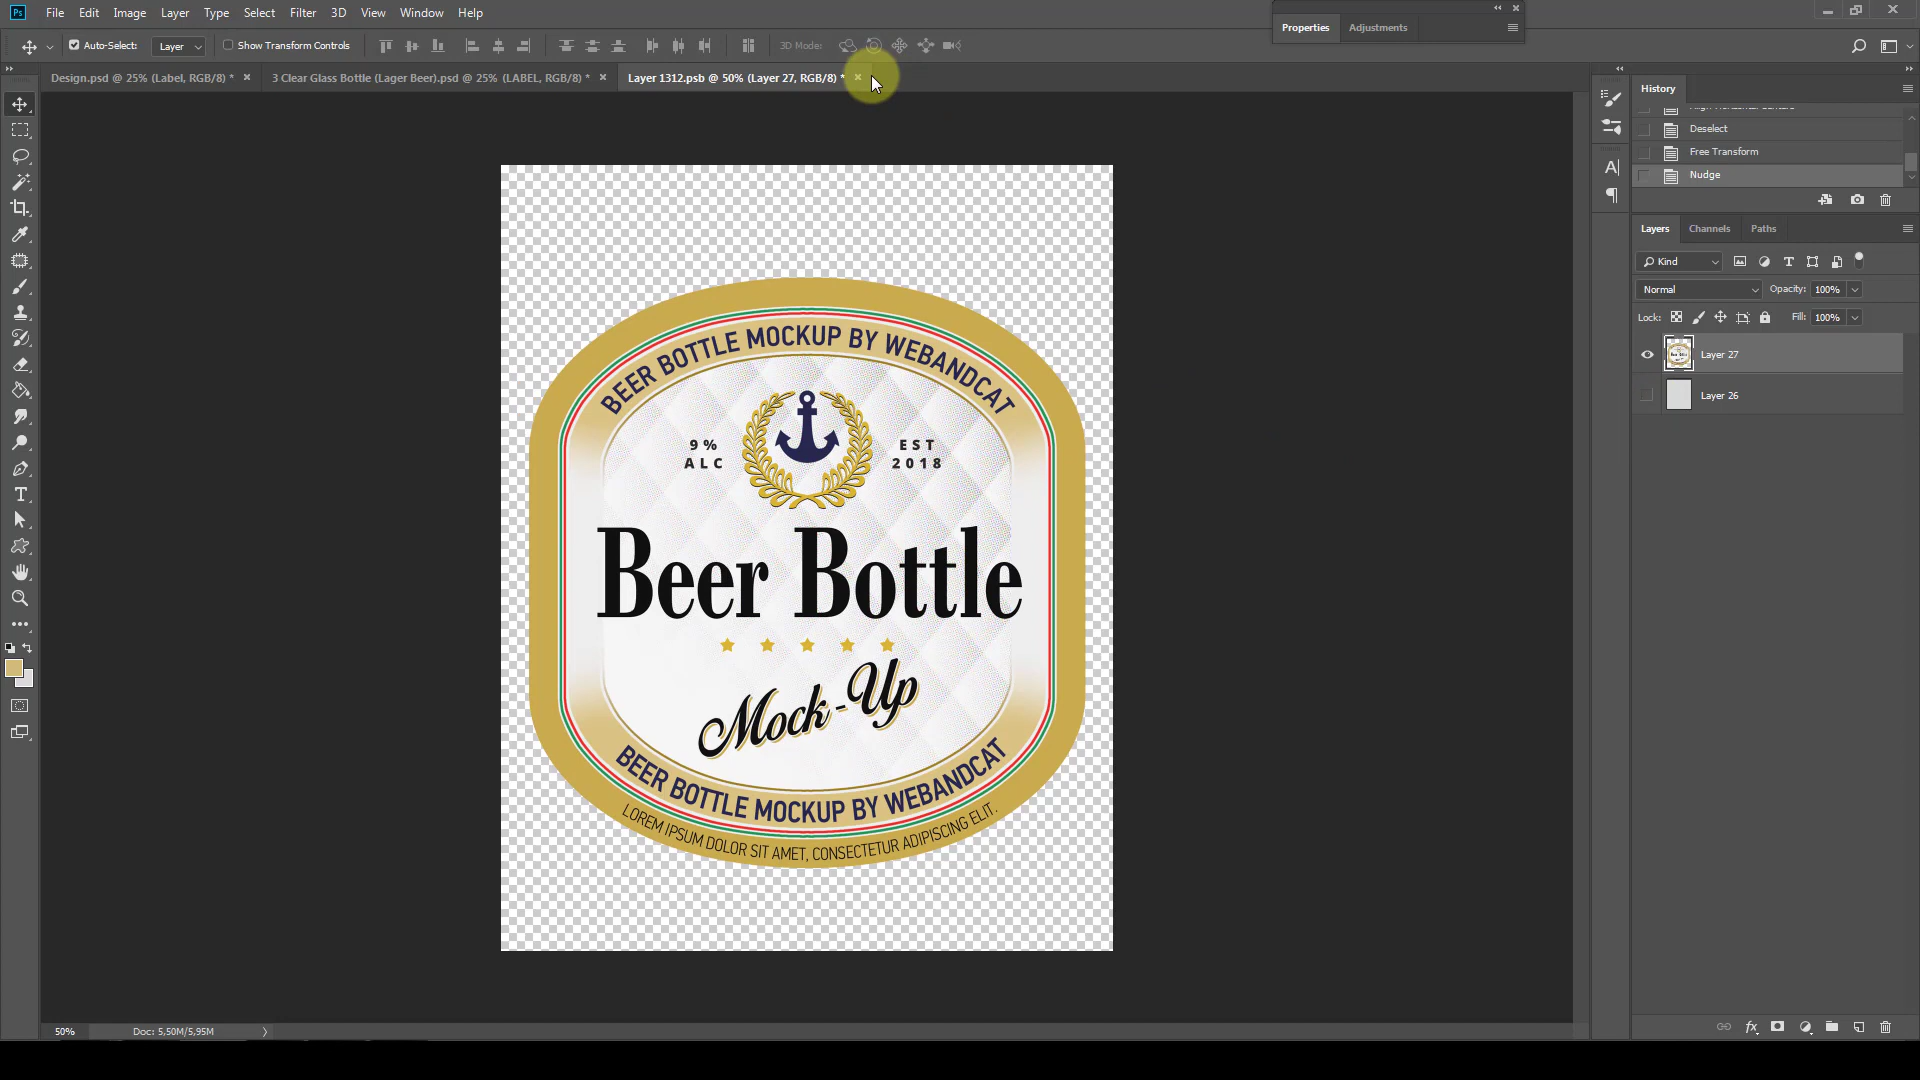 Ps File Edit Image Layer Type Select Filter 3D View Window Help
Properties Adjustments
Auto-Select: Layer Show Transform Controls 3D Mode:
Design.psd @ 25% (Label, RGB/8) * 3 Clear Glass Bottle (Lager Beer).psd @ 25% (LABEL, RGB/8) * Layer 1312.psb @ 50% (Layer 27, RGB/8) *
History
Deselect
Free Transform
Nudge
Layers Channels Paths
Kind
Normal Opacity: 100%
Lock: Fill: 100%
Layer 27
Layer 26
BEER BOTTLE MOCKUP BY WEBANDCAT
9% EST
ALC 2018
Beer Bottle
Mock-Up
BEER BOTTLE MOCKUP BY WEBANDCAT
LOREM IPSUM DOLOR SIT AMET, CONSECTETUR ADIPISCING ELIT.
50% Doc: 5,50M/5,95M